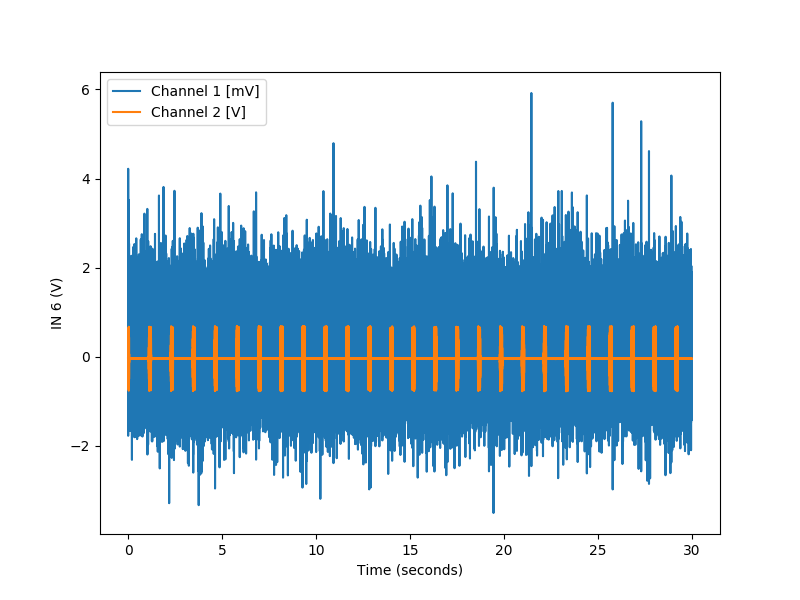 Channel 1 [mV]
Channel 2 [V]
6
4
2
0
−2
IN 6 (V)
0 5 10 15 20 25 30
Time (seconds)